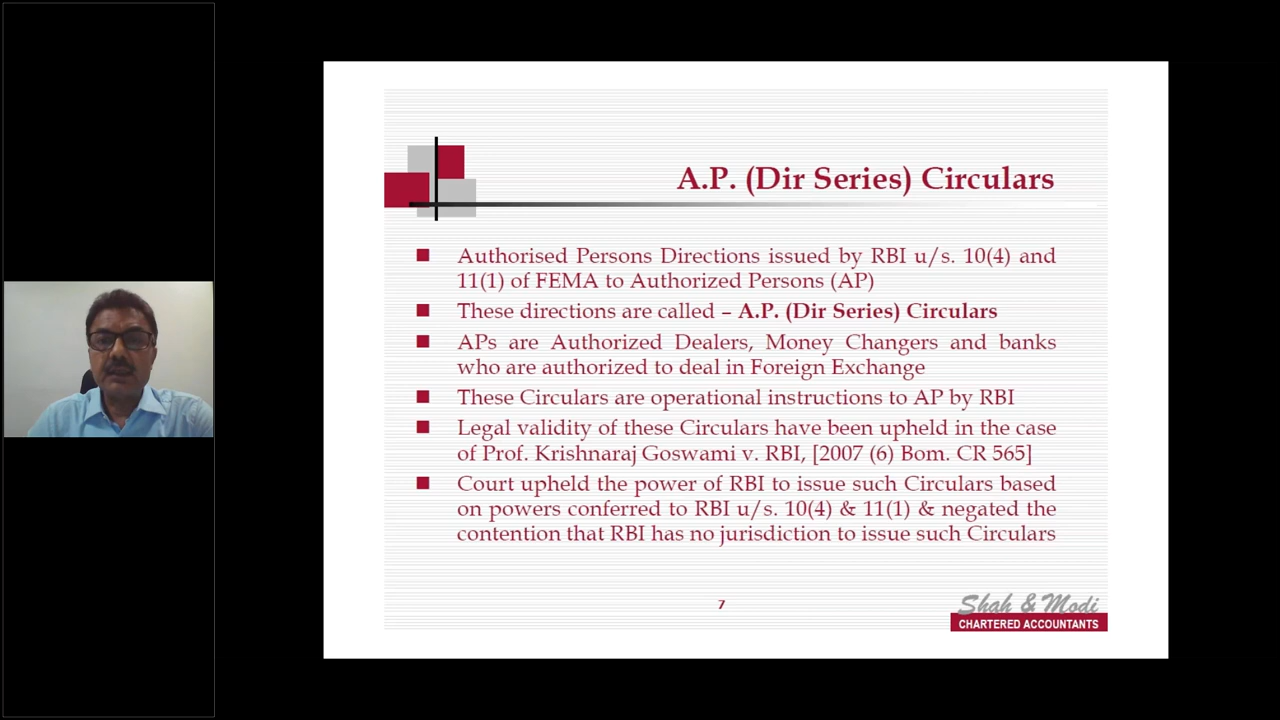 A.P. (Dir Series) Circulars
Authorised Persons Directions issued by RBI u/s. 10(4) and
11(1) of FEMA to Authorized Persons (AP)
These directions are called – A.P. (Dir Series) Circulars
APs are Authorized Dealers, Money Changers and banks
who are authorized to deal in Foreign Exchange
These Circulars are operational instructions to AP by RBI
Legal validity of these Circulars have been upheld in the case
of Prof. Krishnaraj Goswami v. RBI, [2007 (6) Bom. CR 565]
Court upheld the power of RBI to issue such Circulars based
on powers conferred to RBI u/s. 10(4) & 11(1) & negated the
contention that RBI has no jurisdiction to issue such Circulars
7
Shah & Modi
CHARTERED ACCOUNTANTS